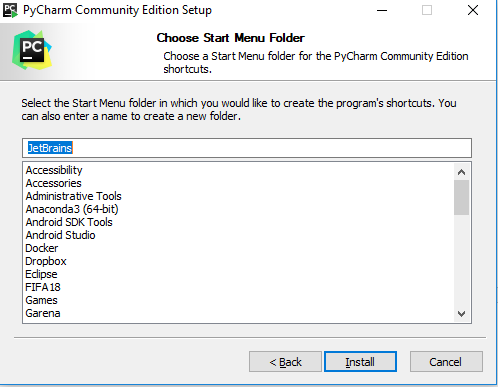 PyCharm Community Edition Setup
PC
Choose Start Menu Folder
Choose a Start Menu folder for the PyCharm Community Edition
shortcuts.
Select the Start Menu folder in which you would like to create the program's shortcuts. You
can also enter a name to create a new folder.
JetBrains
Accessibility
Accessories
Administrative Tools
Anaconda3 (64-bit)
Android SDK Tools
Android Studio
Docker
Dropbox
Eclipse
FIFA18
Games
Garena
< Back Install Cancel